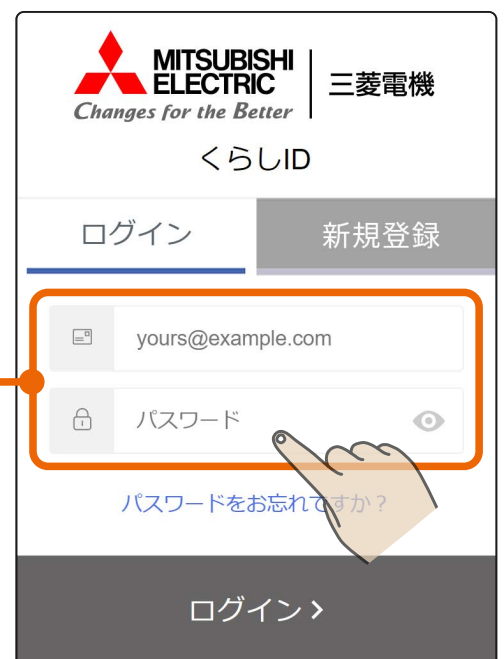 MITSUBISHI
ELECTRIC
Changes for the Better
三菱電機
くらしID
ログイン
新規登録
yours@example.com
パスワード
パスワードをお忘れですか？
ログイン >